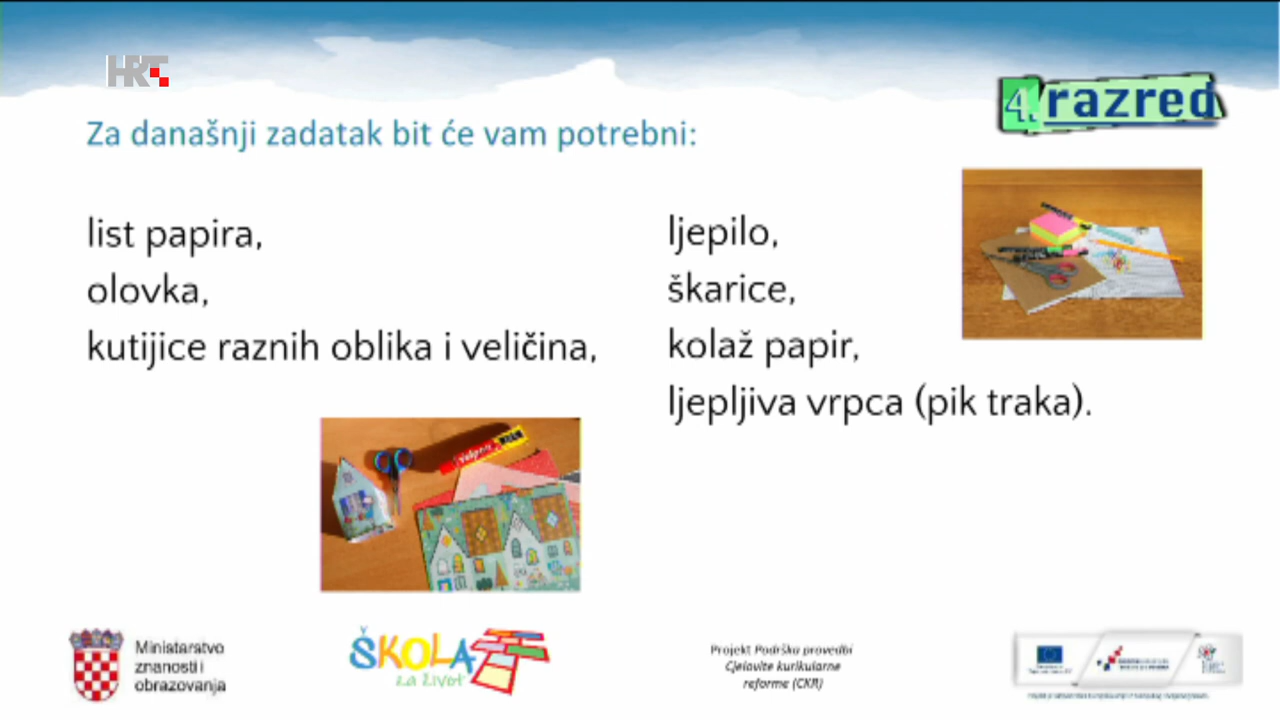 HRT
4. razred
Za današnji zadatak bit će vam potrebni:
list papira,
olovka,
kutijice raznih oblika i veličina,
ljepilo,
škarice,
kolaž papir,
ljepljiva vrpca (pik traka).
Ministarstvo
znanosti i
obrazovanja
ŠKOLA
za život
Projekt Podrška provedbi
Cjelovite kurikularne
reforme (CKR)